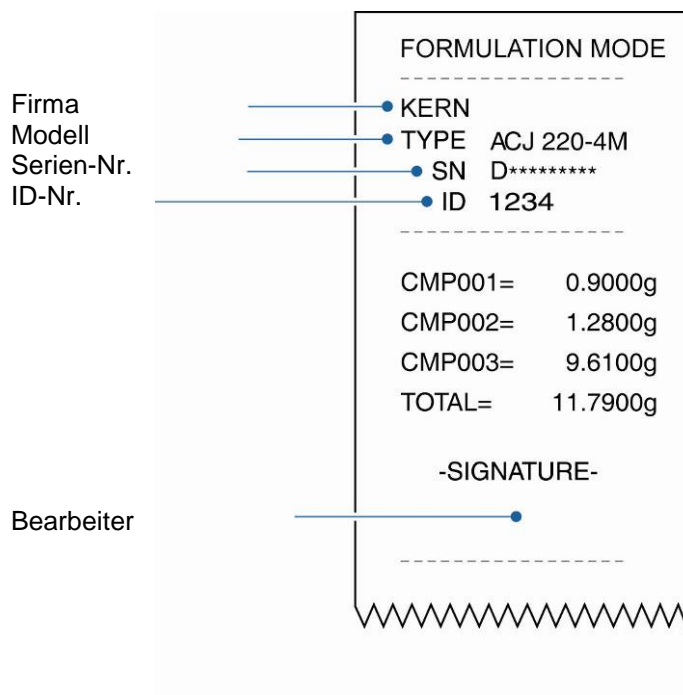 FORMULATION MODE
--------------------
Firma KERN
Modell TYPE ACJ 220-4M
Serien-Nr. SN D*********
ID-Nr. ID 1234
--------------------
CMP001= 0.9000g
CMP002= 1.2800g
CMP003= 9.6100g
TOTAL= 11.7900g
-SIGNATURE-
Bearbeiter
--------------------